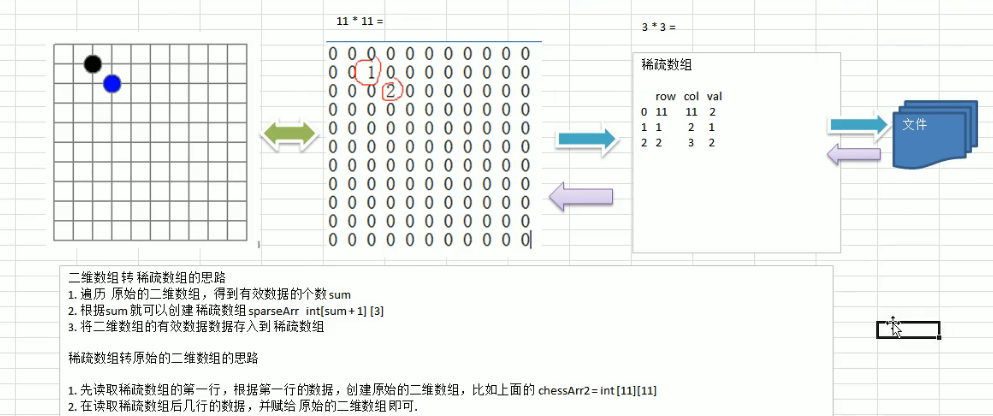 11 * 11 =
0 0 0 0 0 0 0 0 0 0 0
0 0 1 0 0 0 0 0 0 0 0
0 0 0 2 0 0 0 0 0 0 0
0 0 0 0 0 0 0 0 0 0 0
0 0 0 0 0 0 0 0 0 0 0
0 0 0 0 0 0 0 0 0 0 0
0 0 0 0 0 0 0 0 0 0 0
0 0 0 0 0 0 0 0 0 0 0
0 0 0 0 0 0 0 0 0 0 0
0 0 0 0 0 0 0 0 0 0 0
0 0 0 0 0 0 0 0 0 0 0
3 * 3 =
稀疏数组
row col val
0 11 11 2
1 1 2 1
2 2 3 2
文件
二维数组 转 稀疏数组的思路
1. 遍历 原始的二维数组，得到有效数据的个数 sum
2. 根据sum 就可以创建 稀疏数组 sparseArr int[sum + 1] [3]
3. 将二维数组的有效数据数据存入到 稀疏数组
稀疏数组转原始的二维数组的思路
1. 先读取稀疏数组的第一行，根据第一行的数据，创建原始的二维数组，比如上面的 chessArr2 = int [11][11]
2. 在读取稀疏数组后几行的数据，并赋给 原始的二维数组 即可.